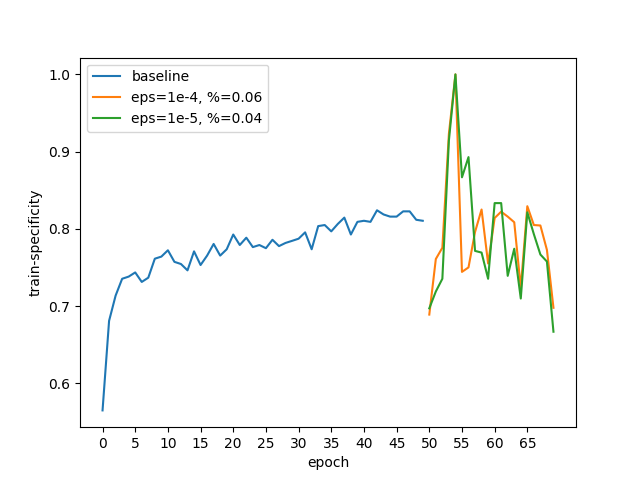 baseline
eps=1e-4, %=0.06
eps=1e-5, %=0.04
1.0
0.9
0.8
0.7
0.6
train-specificity
0 5 10 15 20 25 30 35 40 45 50 55 60 65
epoch